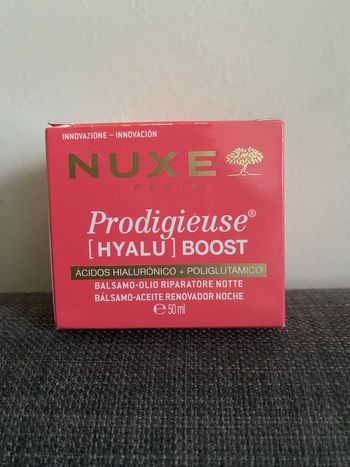 INNOVAZIONE – INNOVACIÓN
NUXE
PARIS
Prodigieuse®
[HYALU] BOOST
ÁCIDOS HIALURÓNICO + POLIGLUTÁMICO
BALSAMO-OLIO RIPARATORE NOTTE
BÁLSAMO-ACEITE RENOVADOR NOCHE
℮ 50 ml